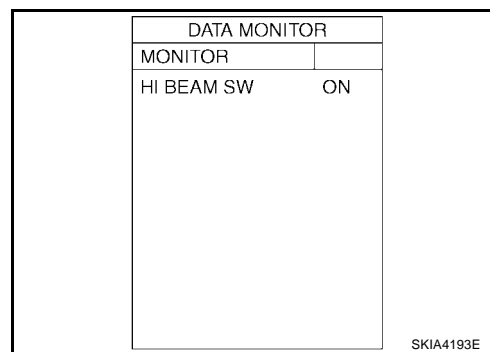 DATA MONITOR
MONITOR
HI BEAM SW ON
SKIA4193E